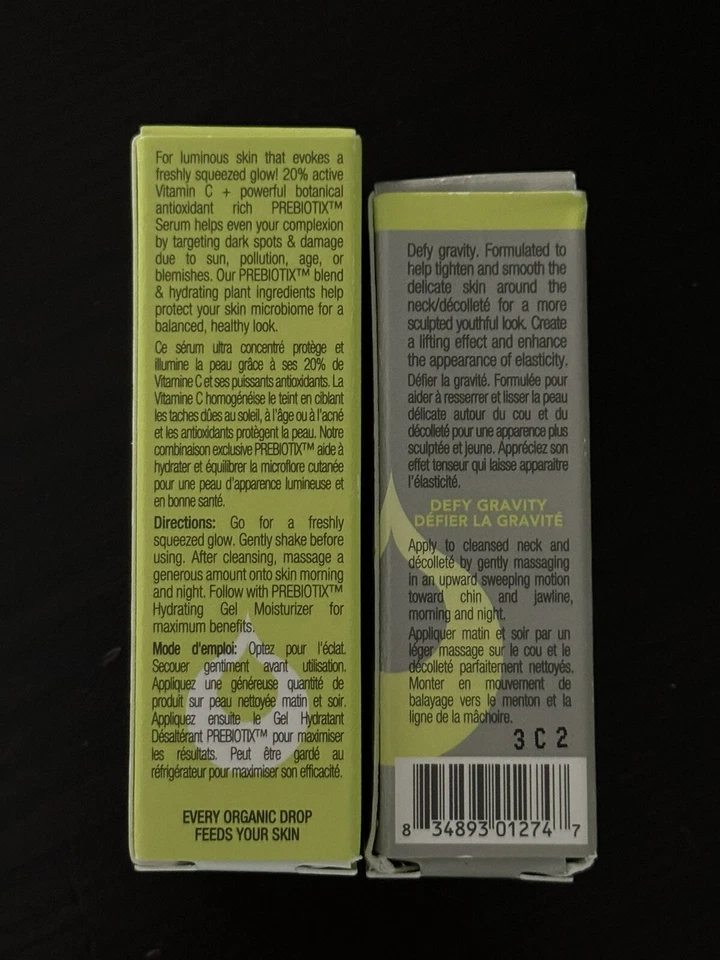 For luminous skin that evokes a
freshly squeezed glow! 20% active
Vitamin C + powerful botanical
antioxidant rich PREBIOTIX™
Serum helps even your complexion
by targeting dark spots & damage
due to sun, pollution, age, or
blemishes. Our PREBIOTIX™ blend
& hydrating plant ingredients help
protect your skin microbiome for a
balanced, healthy look.
Ce sérum ultra concentré protège et
illumine la peau grâce à ses 20% de
Vitamine C et ses puissants antioxidants. La
Vitamine C homogénéise le teint en ciblant
les taches dûes au soleil, à l'âge ou à l'acné
et les antioxidants protègent la peau. Notre
combinaison exclusive PREBIOTIX™ aide à
hydrater et équilibrer la microflore cutanée
pour une peau d'apparence lumineuse et
en bonne santé.
Directions: Go for a freshly
squeezed glow. Gently shake before
using. After cleansing, massage a
generous amount onto skin morning
and night. Follow with PREBIOTIX™
Hydrating Gel Moisturizer for
maximum benefits.
Mode d'emploi: Optez pour l'éclat.
Secouer gentiment avant utilisation.
Appliquez une généreuse quantité de
produit sur peau nettoyée matin et soir.
Appliquez ensuite le Gel Hydratant
Désaltérant PREBIOTIX™ pour maximiser
les résultats. Peut être gardé au
réfrigérateur pour maximiser son efficacité.
EVERY ORGANIC DROP
FEEDS YOUR SKIN
Defy gravity. Formulated to
help tighten and smooth the
delicate skin around the
neck/décolleté for a more
sculpted youthful look. Create
a lifting effect and enhance
the appearance of elasticity.
Défier la gravité. Formulée pour
aider à resserrer et lisser la peau
délicate autour du cou et du
décolleté pour une apparence plus
sculptée et jeune. Appréciez son
effet tenseur qui laisse apparaître
l'élasticité.
DEFY GRAVITY
DÉFIER LA GRAVITÉ
Apply to cleansed neck and
décolleté by gently massaging
in an upward sweeping motion
toward chin and jawline,
morning and night.
Appliquer matin et soir par un
léger massage sur le cou et le
décolleté parfaitement nettoyés.
Monter en mouvement de
balayage vers le menton et la
ligne de la mâchoire.
3 C 2
8 34893 01274 7